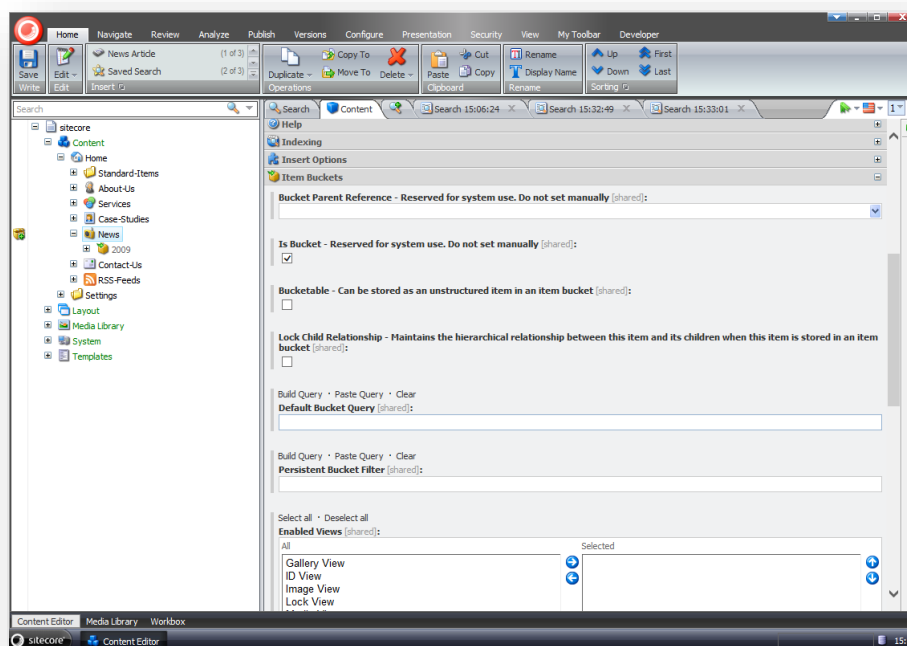 Home Navigate Review Analyze Publish Versions Configure Presentation Security View My Toolbar Developer
Save
Write
Edit
Edit
News Article (1 of 3)
Saved Search (2 of 3)
Insert
Duplicate
Copy To
Move To
Delete
Operations
Paste
Cut
Copy
Clipboard
Rename
Display Name
Rename
Up First
Down Last
Sorting
Search
Search Content Search 15:06:24 Search 15:32:49 Search 15:33:01 1
sitecore
Content
Home
Standard-Items
About-Us
Services
Case-Studies
News
2009
Contact-Us
RSS-Feeds
Settings
Layout
Media Library
System
Templates
Help
Indexing
Insert Options
Item Buckets
Bucket Parent Reference - Reserved for system use. Do not set manually [shared]:
Is Bucket - Reserved for system use. Do not set manually [shared]:
Bucketable - Can be stored as an unstructured item in an item bucket [shared]:
Lock Child Relationship - Maintains the hierarchical relationship between this item and its children when this item is stored in an item
bucket [shared]:
Build Query · Paste Query · Clear
Default Bucket Query [shared]:
Build Query · Paste Query · Clear
Persistent Bucket Filter [shared]:
Select all · Deselect all
Enabled Views [shared]:
All Selected
Gallery View
ID View
Image View
Lock View
Content Editor Media Library Workbox
sitecore Content Editor 15: